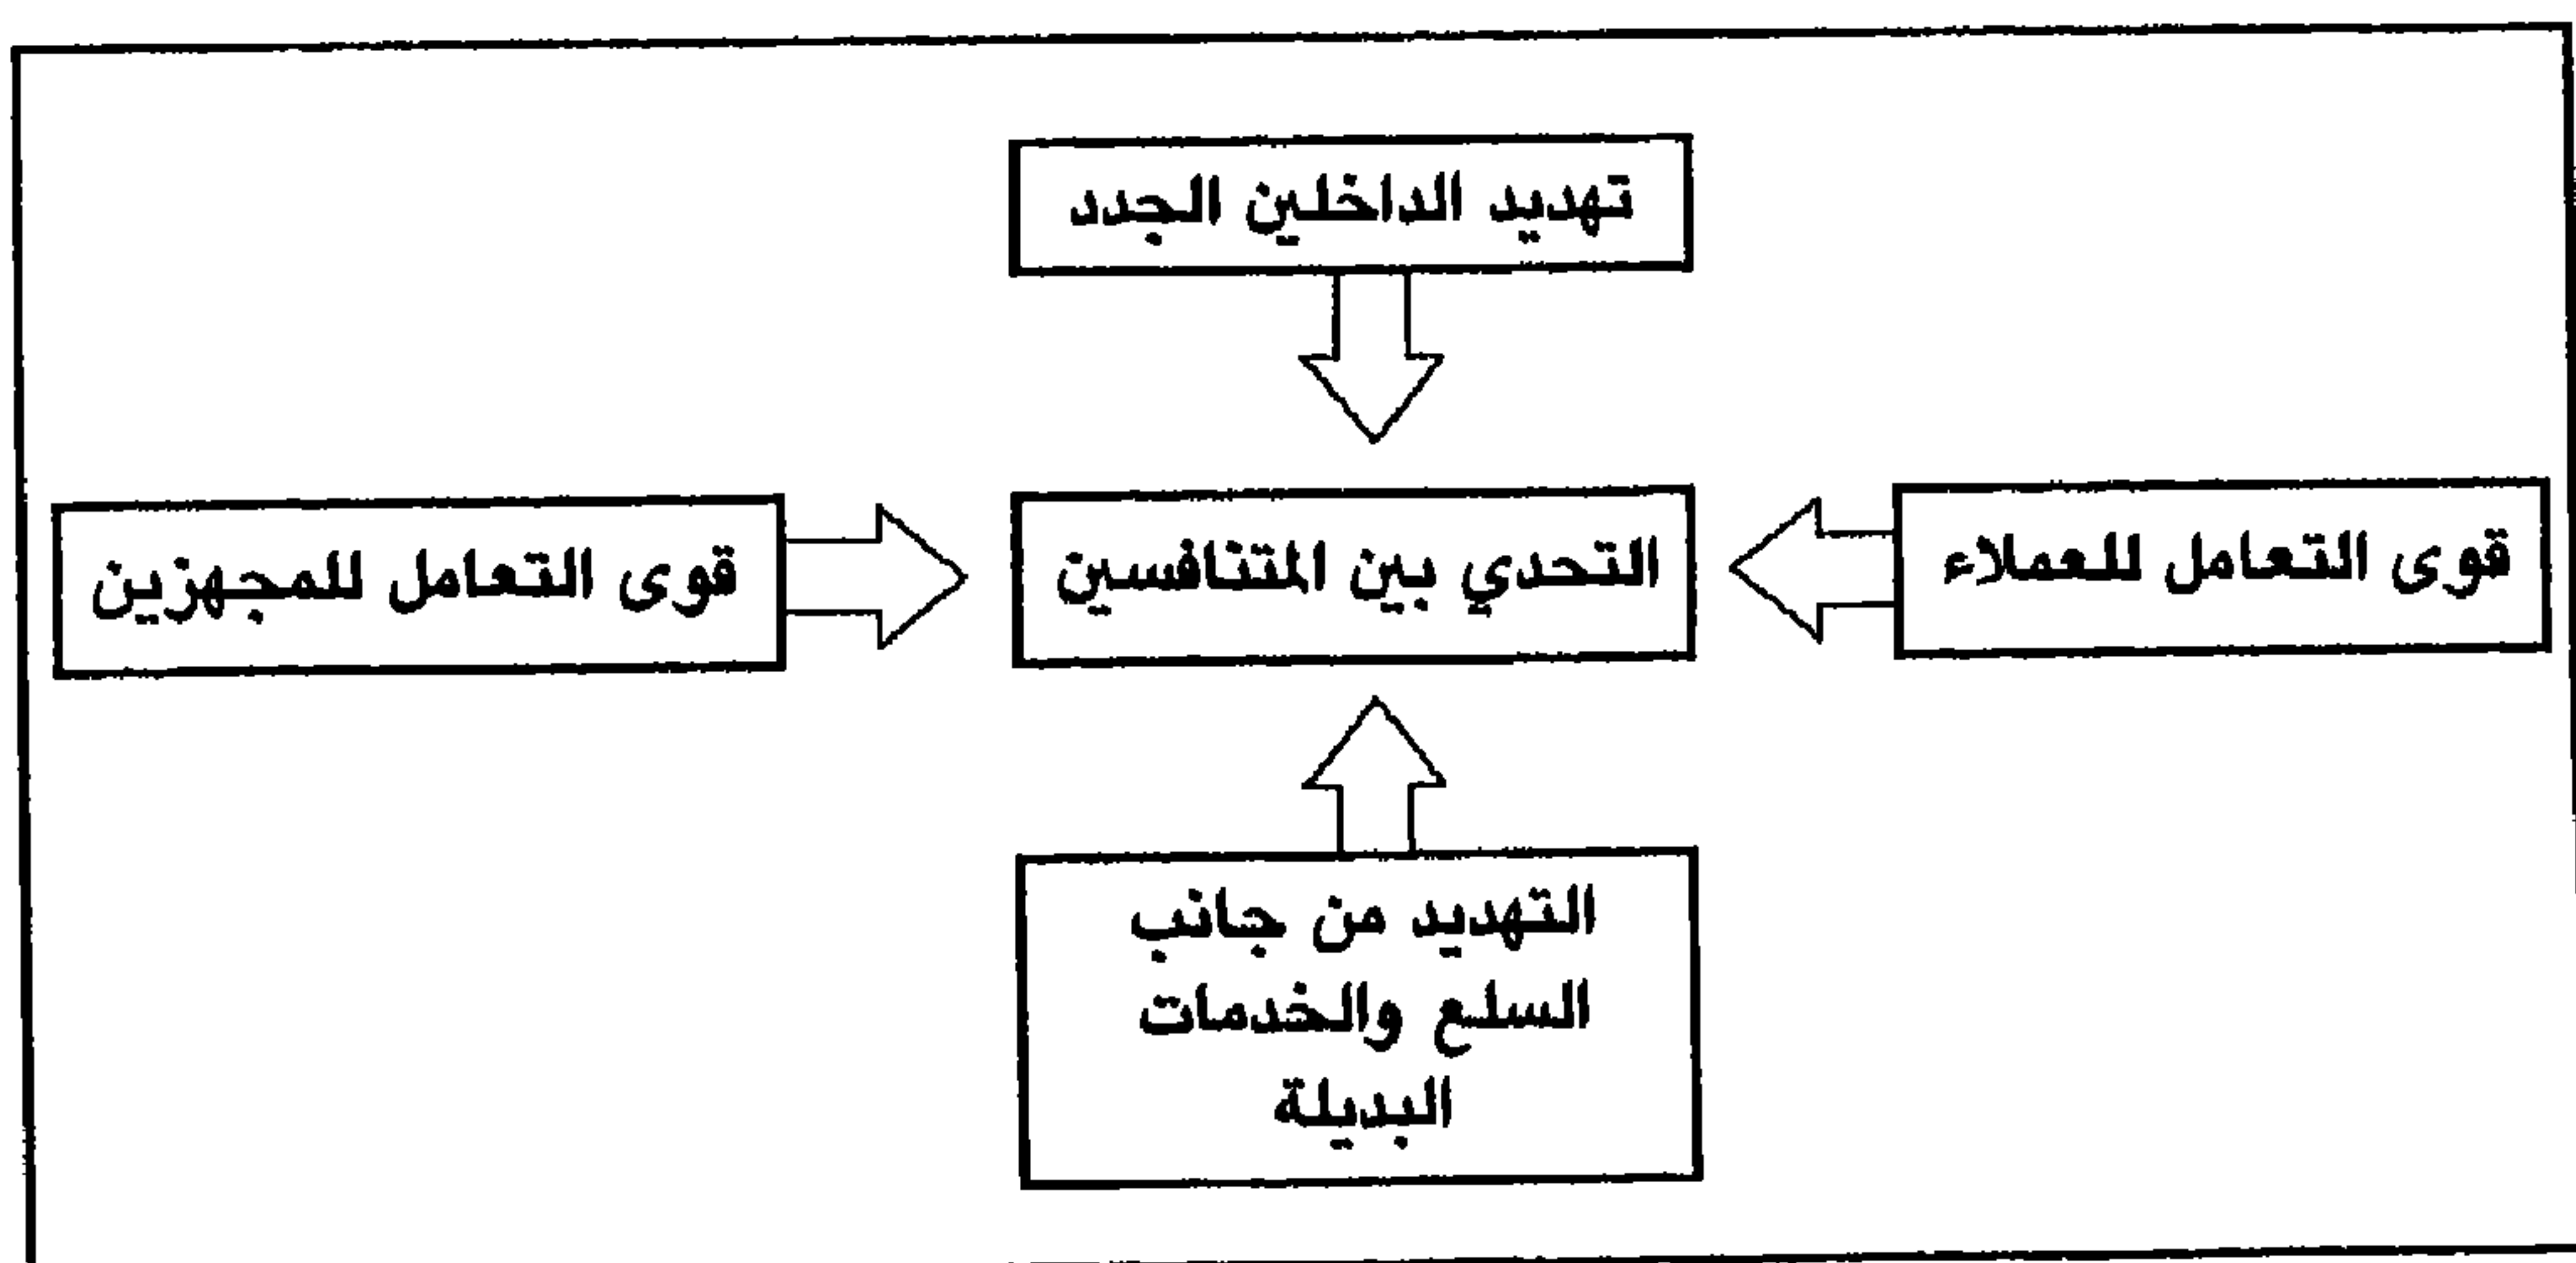 تهديد الداخلين الجدد
قوى التعامل للعملاء
التحدي بين المتنافسين
قوى التعامل للمجهزين
التهديد من جانب
السلع والخدمات
البديلة